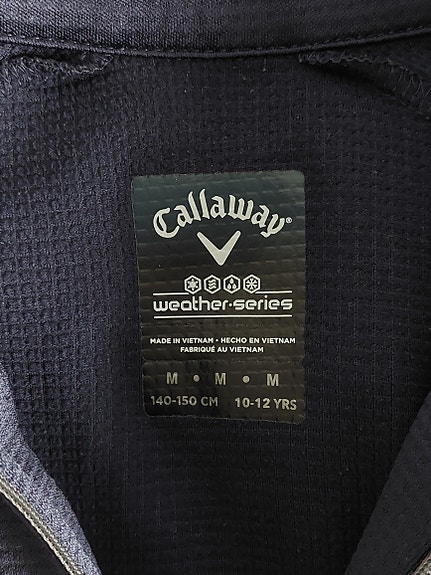 Callaway®
weather·series
MADE IN VIETNAM • HECHO EN VIETNAM
FABRIQUÉ AU VIETNAM
M • M • M
140-150 CM 10-12 YRS